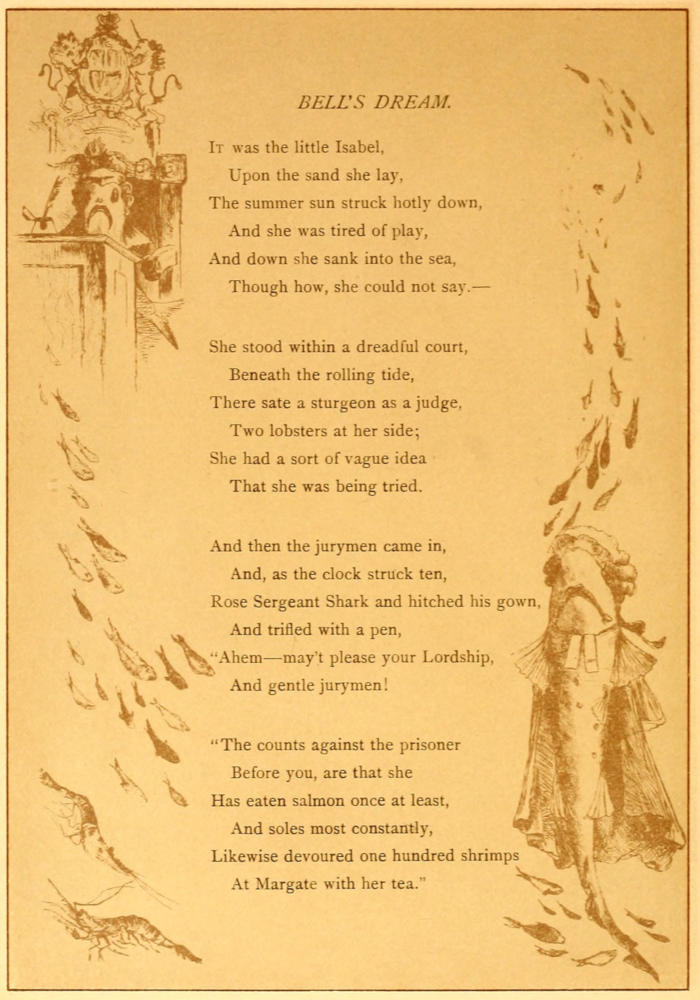 BELL'S DREAM.
IT was the little Isabel,
Upon the sand she lay,
The summer sun struck hotly down,
And she was tired of play,
And down she sank into the sea,
Though how, she could not say.—
She stood within a dreadful court,
Beneath the rolling tide,
There sate a sturgeon as a judge,
Two lobsters at her side;
She had a sort of vague idea
That she was being tried.
And then the jurymen came in,
And, as the clock struck ten,
Rose Sergeant Shark and hitched his gown,
And trifled with a pen,
“Ahem—may't please your Lordship,
And gentle jurymen!
“The counts against the prisoner
Before you, are that she
Has eaten salmon once at least,
And soles most constantly,
Likewise devoured one hundred shrimps
At Margate with her tea.”